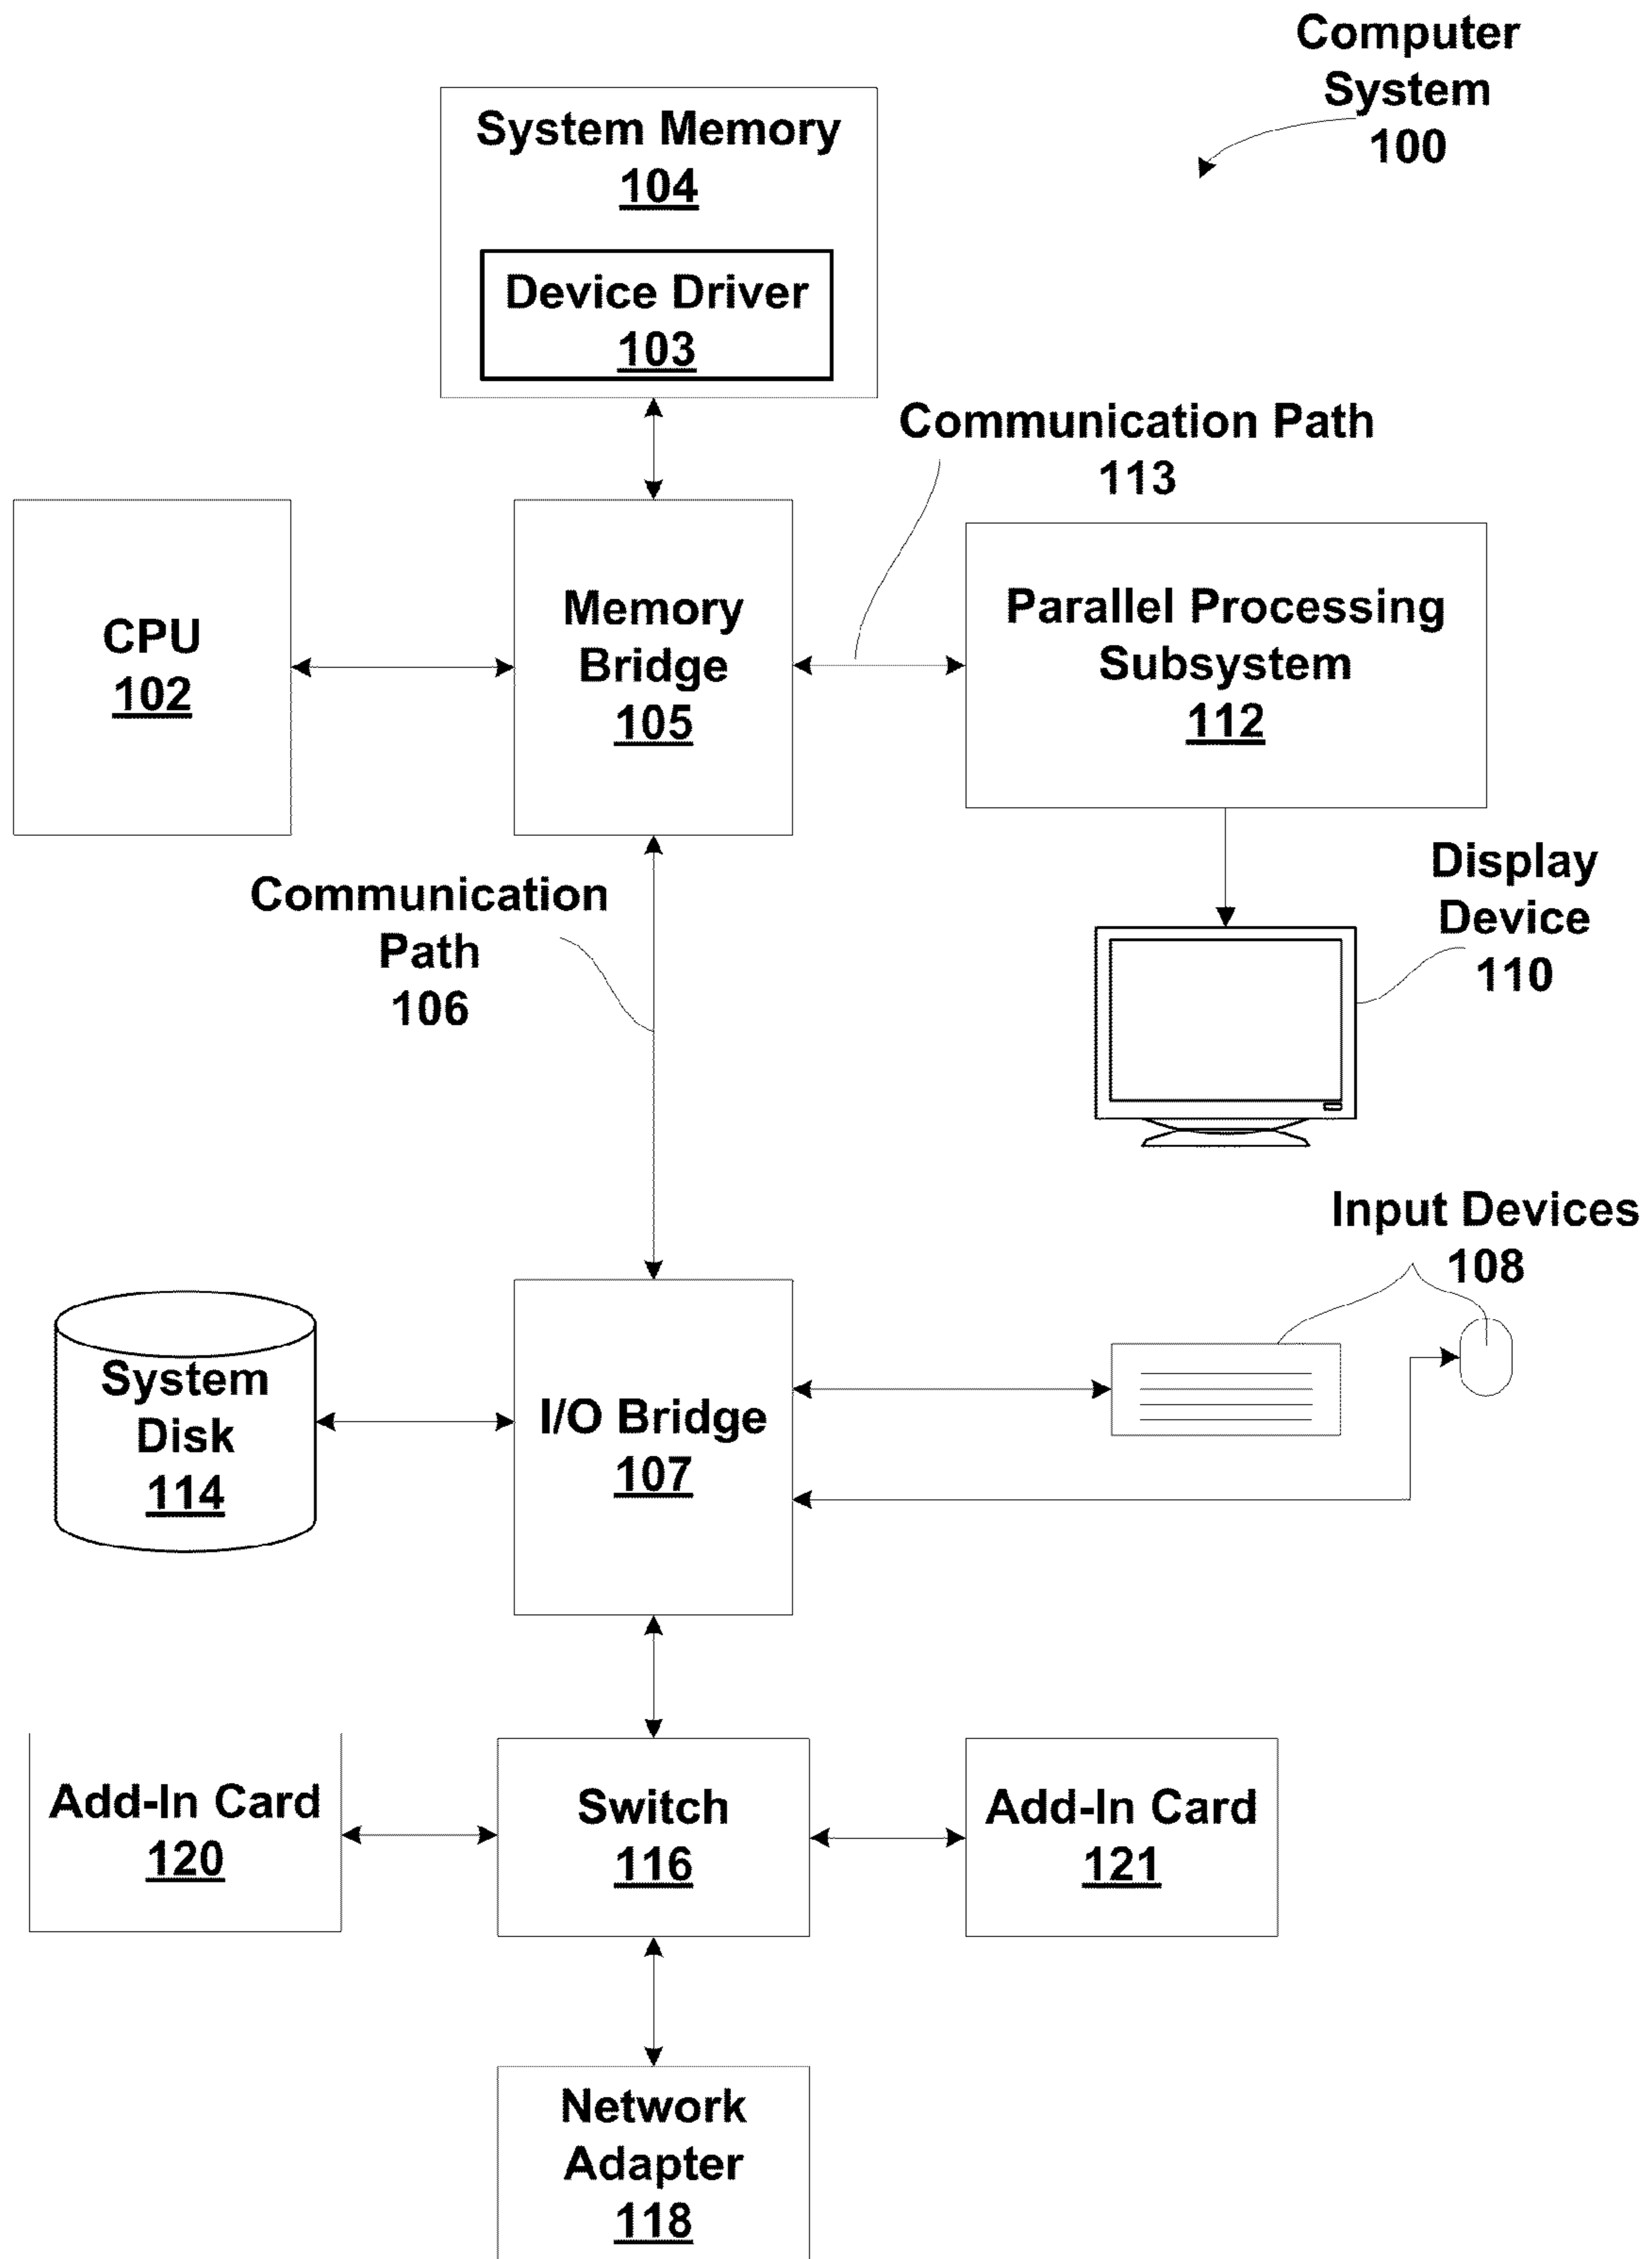 Computer
System
100
System Memory
104
Device Driver
103
Communication Path
113
CPU
102
Memory
Bridge
105
Parallel Processing
Subsystem
112
Communication
Path
106
Display
Device
110
Input Devices
108
System
Disk
114
I/O Bridge
107
Add-In Card
120
Switch
116
Add-In Card
121
Network
Adapter
118